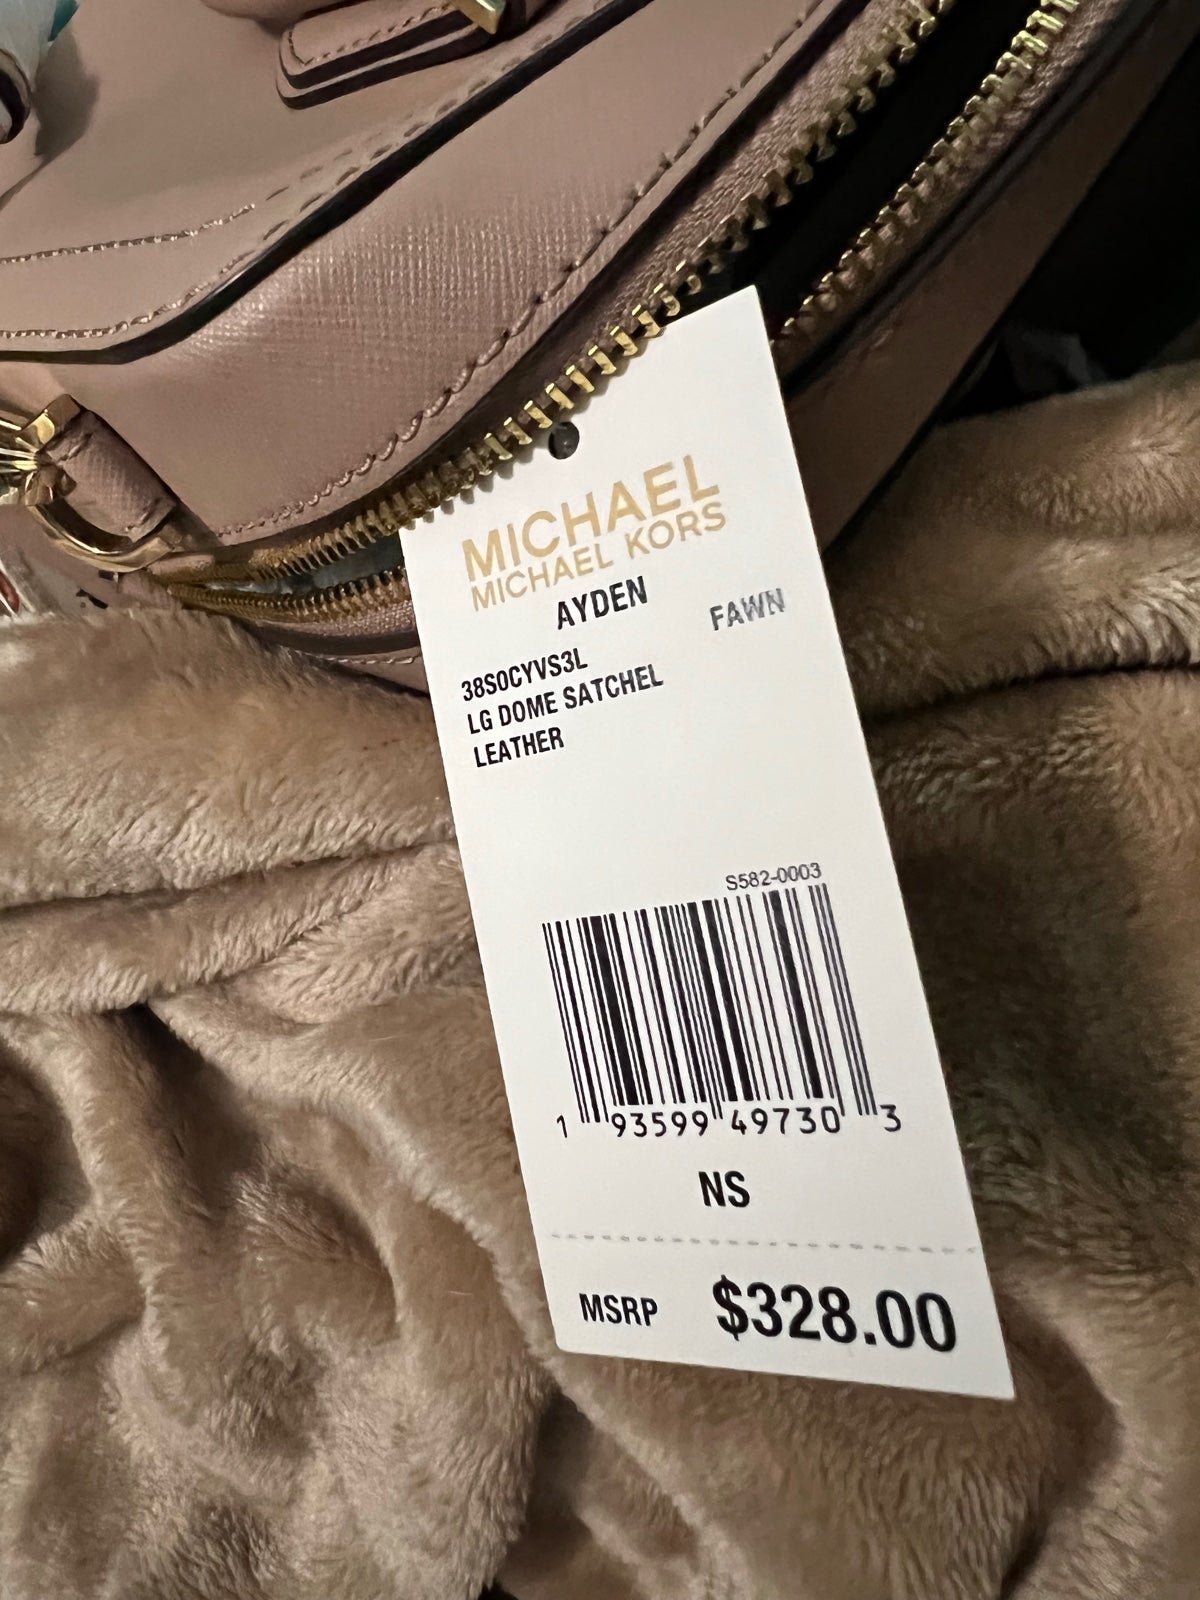 MICHAEL
MICHAEL KORS
AYDEN
FAWN
38S0CYVS3L
LG DOME SATCHEL
LEATHER
S582-0003
1 93599 49730 3
NS
MSRP $328.00